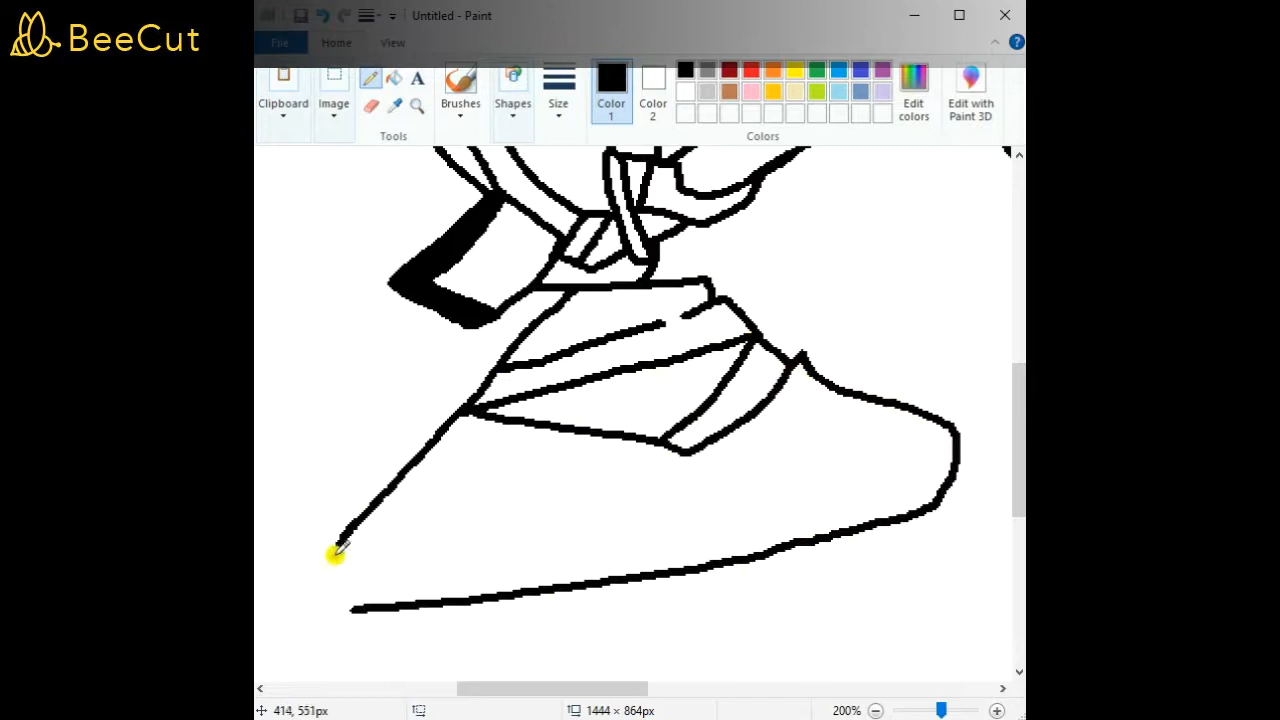 BeeCut
Untitled - Paint
File Home View
Clipboard Image Tools Brushes Shapes Size Color 1 Color 2 Colors Edit colors Edit with Paint 3D
414, 551px 1444 × 864px 200%